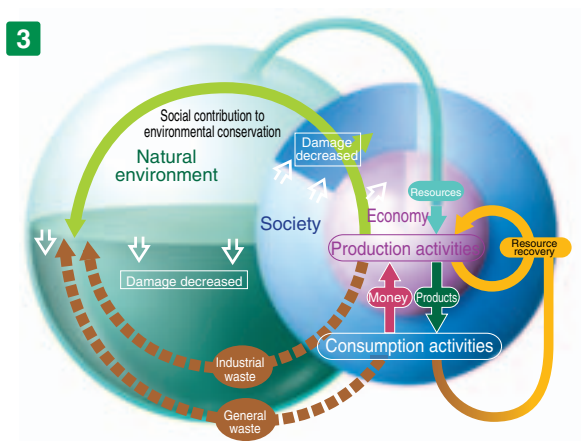 3
Social contribution to
environmental conservation
Natural
environment
Damage
decreased
Resources
Society
Economy
Production activities
Resource
recovery
Damage decreased
Money
Products
Consumption activities
Industrial
waste
General
waste